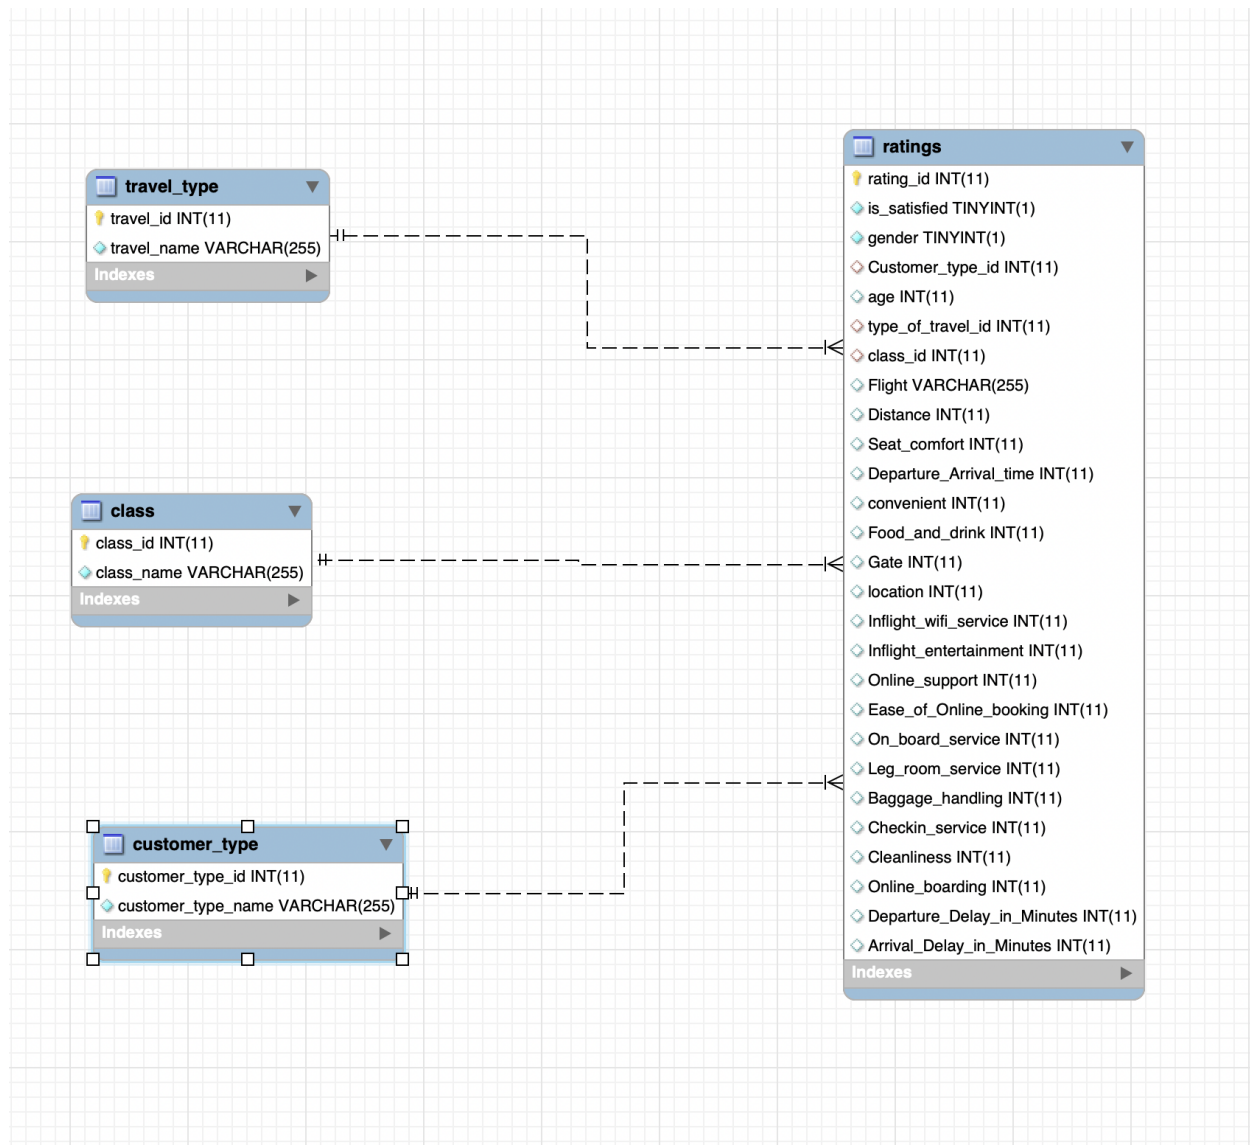 travel_type
travel_id INT(11)
travel_name VARCHAR(255)
Indexes
class
class_id INT(11)
class_name VARCHAR(255)
Indexes
customer_type
customer_type_id INT(11)
customer_type_name VARCHAR(255)
Indexes
ratings
rating_id INT(11)
is_satisfied TINYINT(1)
gender TINYINT(1)
Customer_type_id INT(11)
age INT(11)
type_of_travel_id INT(11)
class_id INT(11)
Flight VARCHAR(255)
Distance INT(11)
Seat_comfort INT(11)
Departure_Arrival_time INT(11)
convenient INT(11)
Food_and_drink INT(11)
Gate INT(11)
location INT(11)
Inflight_wifi_service INT(11)
Inflight_entertainment INT(11)
Online_support INT(11)
Ease_of_Online_booking INT(11)
On_board_service INT(11)
Leg_room_service INT(11)
Baggage_handling INT(11)
Checkin_service INT(11)
Cleanliness INT(11)
Online_boarding INT(11)
Departure_Delay_in_Minutes INT(11)
Arrival_Delay_in_Minutes INT(11)
Indexes